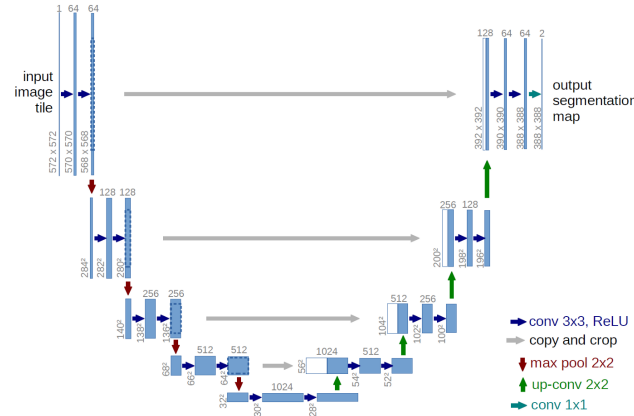 1 64 64
128 64 64 2
input
image
tile
output
segmentation
map
572 x 572
570 x 570
568 x 568
392 x 392
390 x 390
388 x 388
388 x 388
128 128
256 128
284²
282²
280²
200²
198²
196²
256 256
512 256
140²
138²
136²
104²
102²
100²
512 512
1024 512
68²
66²
64²
56²
54²
52²
1024
32²
30²
28²
conv 3x3, ReLU
copy and crop
max pool 2x2
up-conv 2x2
conv 1x1